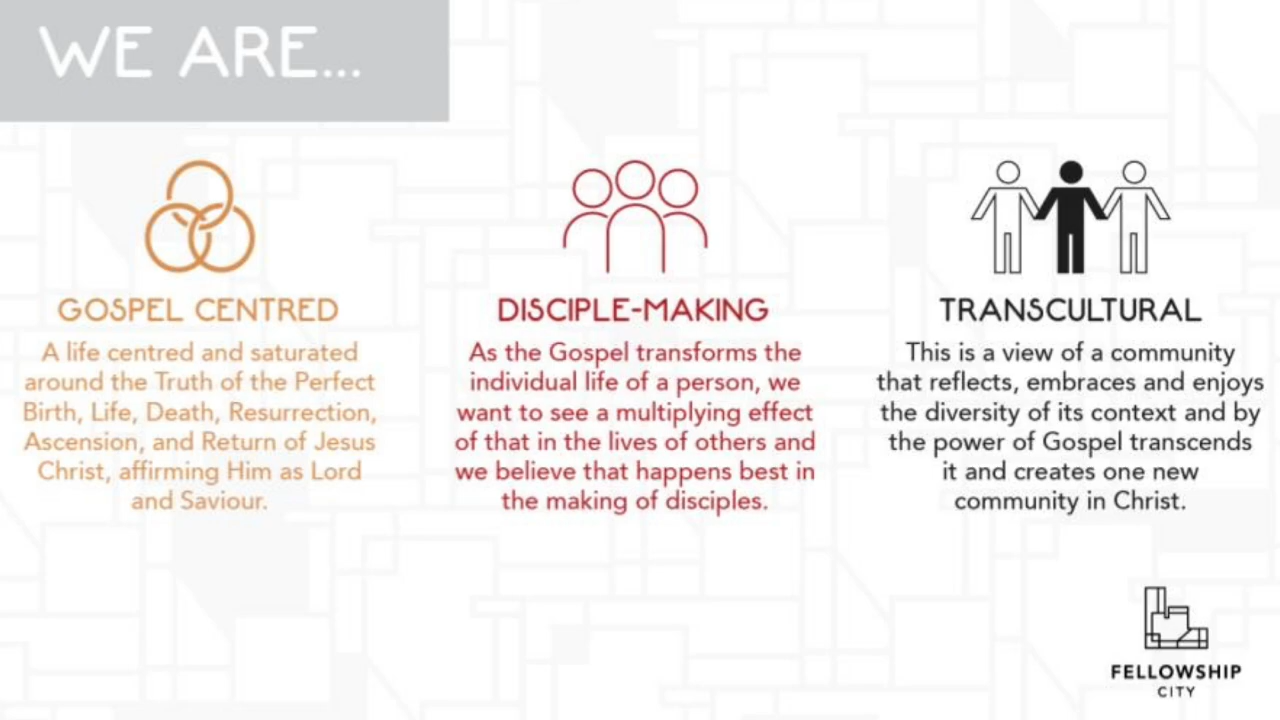 WE ARE...
GOSPEL CENTRED
A life centred and saturated
around the Truth of the Perfect
Birth, Life, Death, Resurrection,
Ascension, and Return of Jesus
Christ, affirming Him as Lord
and Saviour.
DISCIPLE-MAKING
As the Gospel transforms the
individual life of a person, we
want to see a multiplying effect
of that in the lives of others and
we believe that happens best in
the making of disciples.
TRANSCULTURAL
This is a view of a community
that reflects, embraces and enjoys
the diversity of its context and by
the power of Gospel transcends
it and creates one new
community in Christ.
FELLOWSHIP
CITY